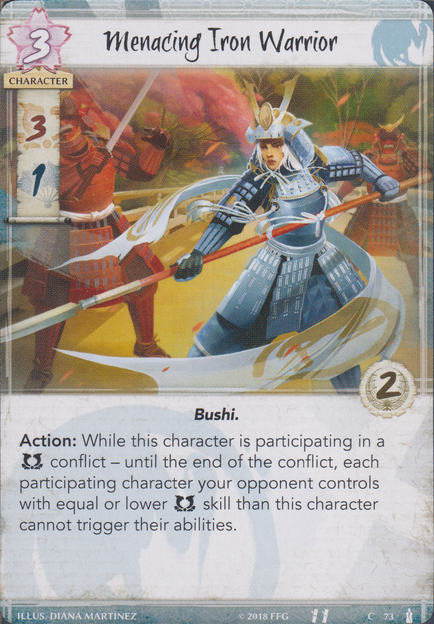 3
Menacing Iron Warrior
CHARACTER
3
1
2
Bushi.
Action: While this character is participating in a
conflict – until the end of the conflict, each
participating character your opponent controls
with equal or lower skill than this character
cannot trigger their abilities.
ILLUS. DIANA MARTÍNEZ © 2018 FFG C 73